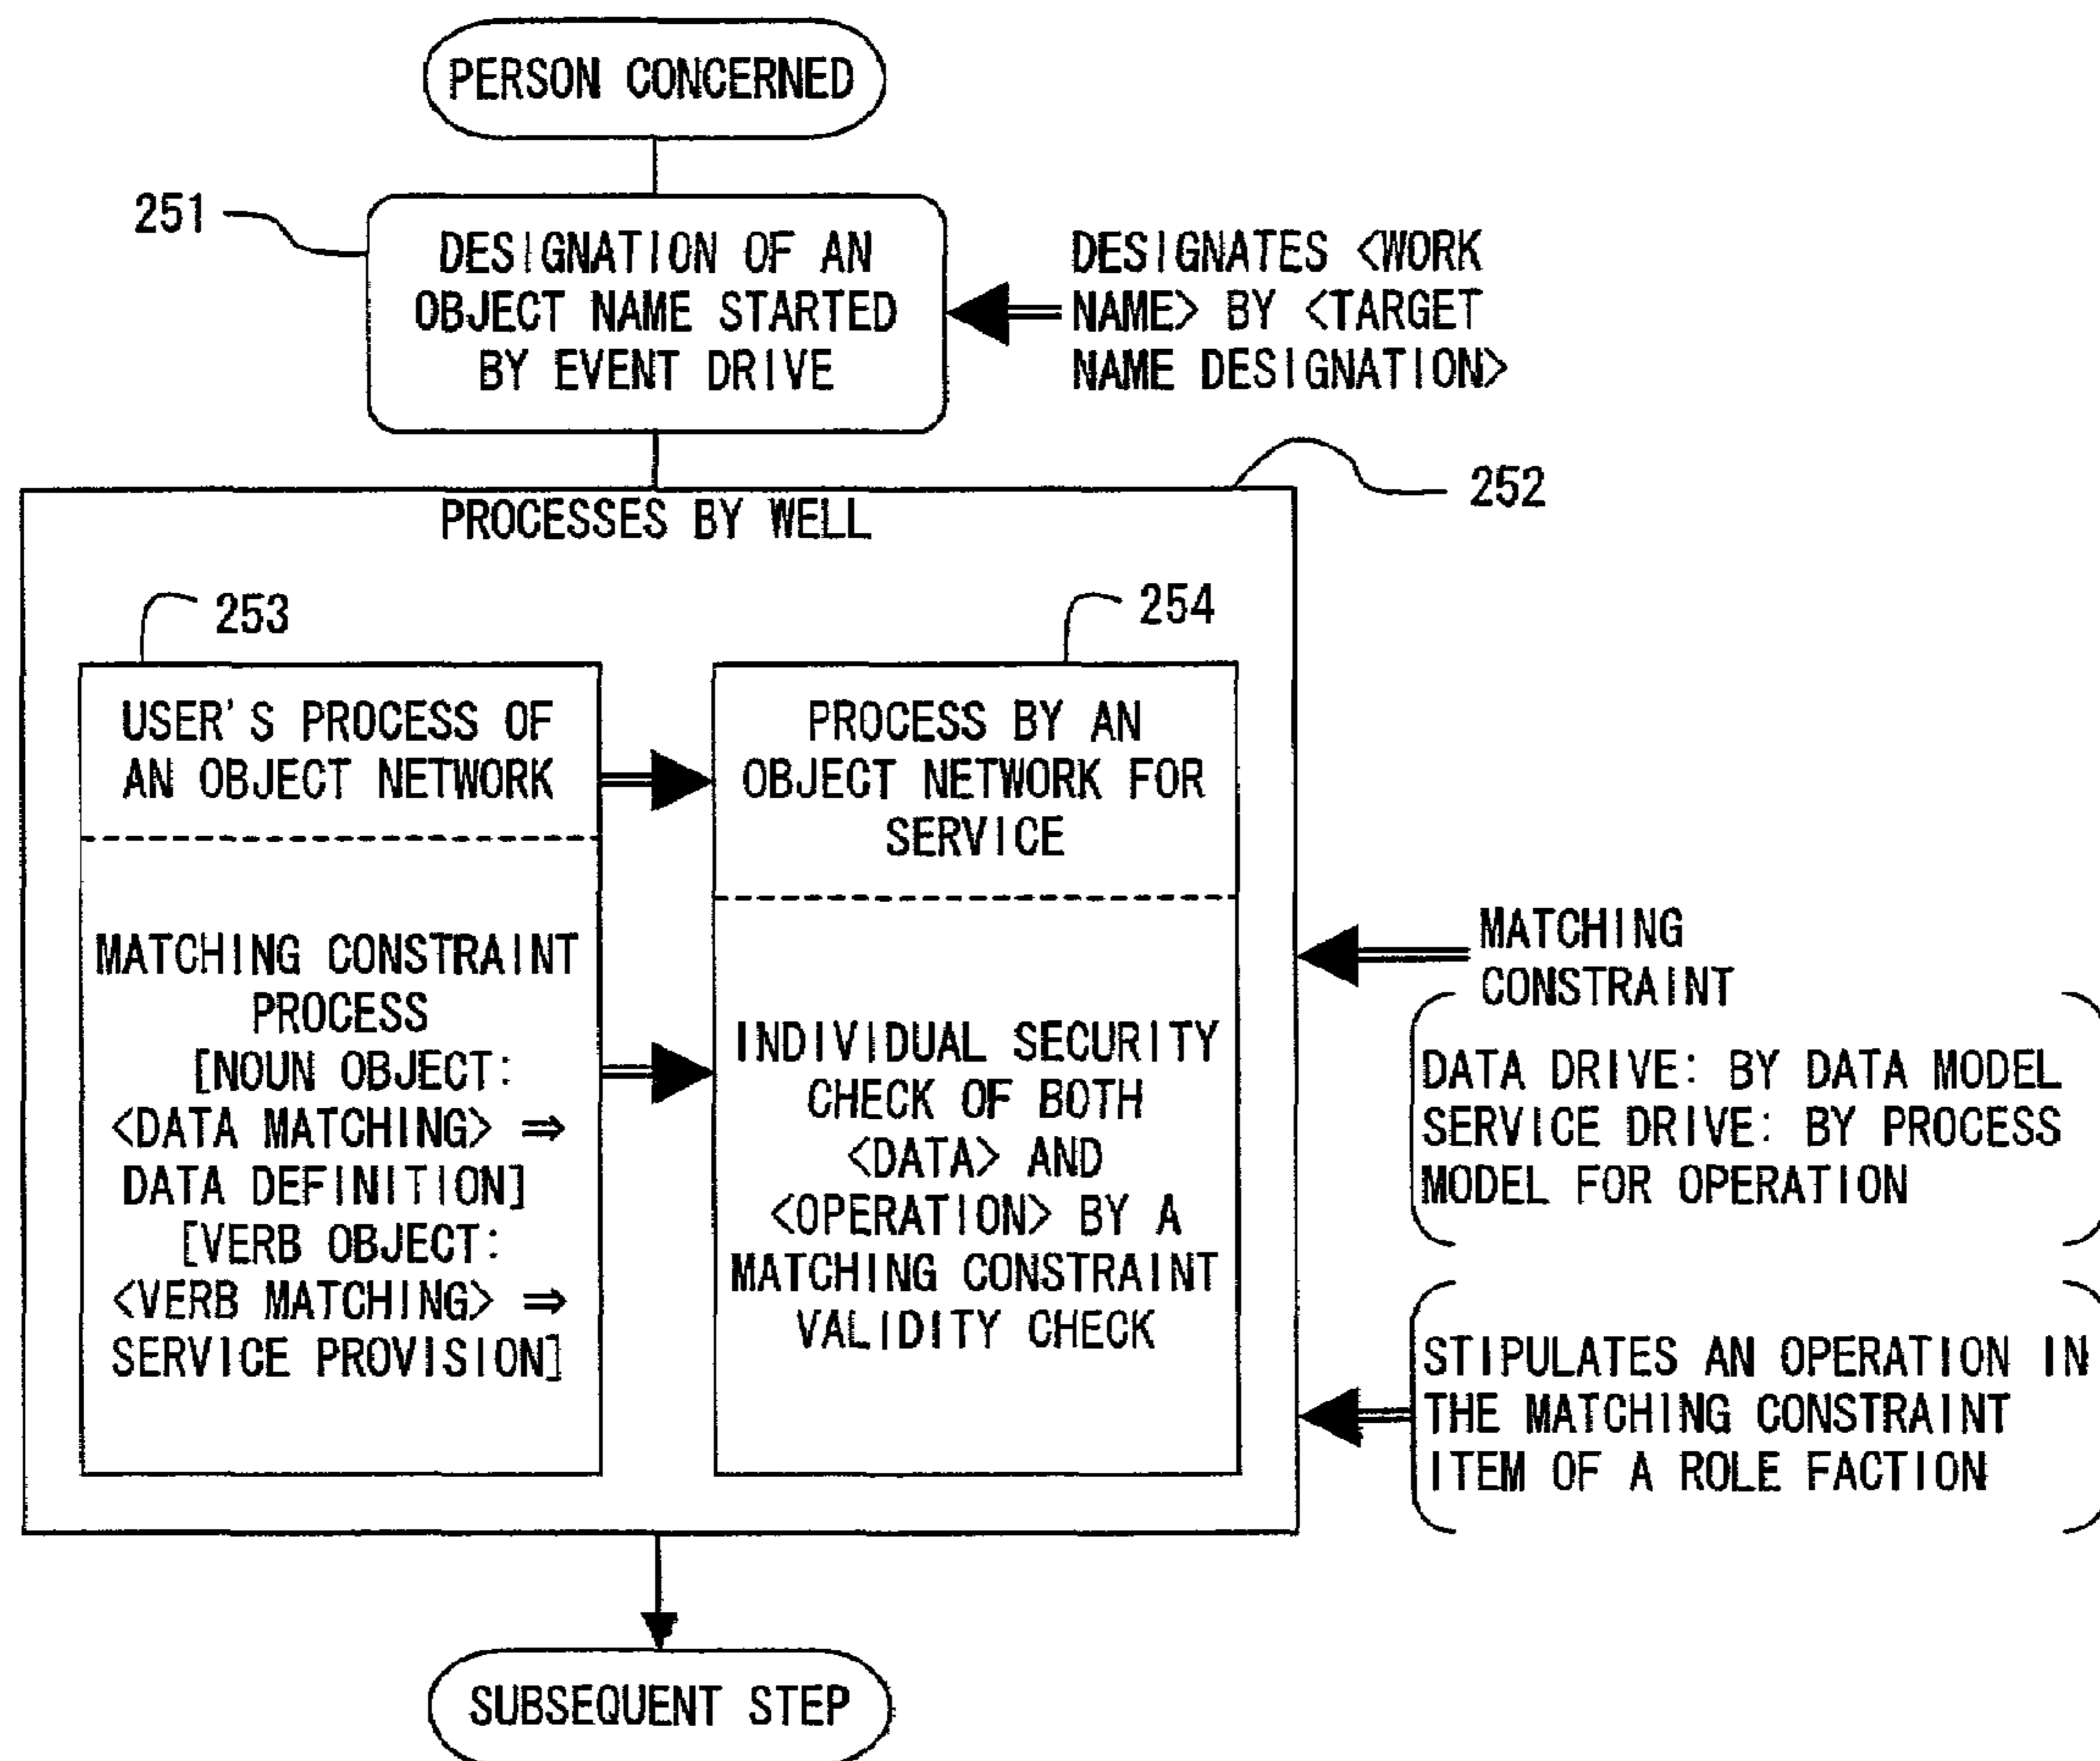 PERSON CONCERNED
251
DESIGNATION OF AN
OBJECT NAME STARTED
BY EVENT DRIVE
DESIGNATES <WORK
NAME> BY <TARGET
NAME DESIGNATION>
252
PROCESSES BY WELL
253
USER'S PROCESS OF
AN OBJECT NETWORK
MATCHING CONSTRAINT
PROCESS
[NOUN OBJECT:
<DATA MATCHING> ⇒
DATA DEFINITION]
[VERB OBJECT:
<VERB MATCHING> ⇒
SERVICE PROVISION]
254
PROCESS BY AN
OBJECT NETWORK FOR
SERVICE
INDIVIDUAL SECURITY
CHECK OF BOTH
<DATA> AND
<OPERATION> BY A
MATCHING CONSTRAINT
VALIDITY CHECK
MATCHING
CONSTRAINT
DATA DRIVE: BY DATA MODEL
SERVICE DRIVE: BY PROCESS
MODEL FOR OPERATION
STIPULATES AN OPERATION IN
THE MATCHING CONSTRAINT
ITEM OF A ROLE FACTION
SUBSEQUENT STEP